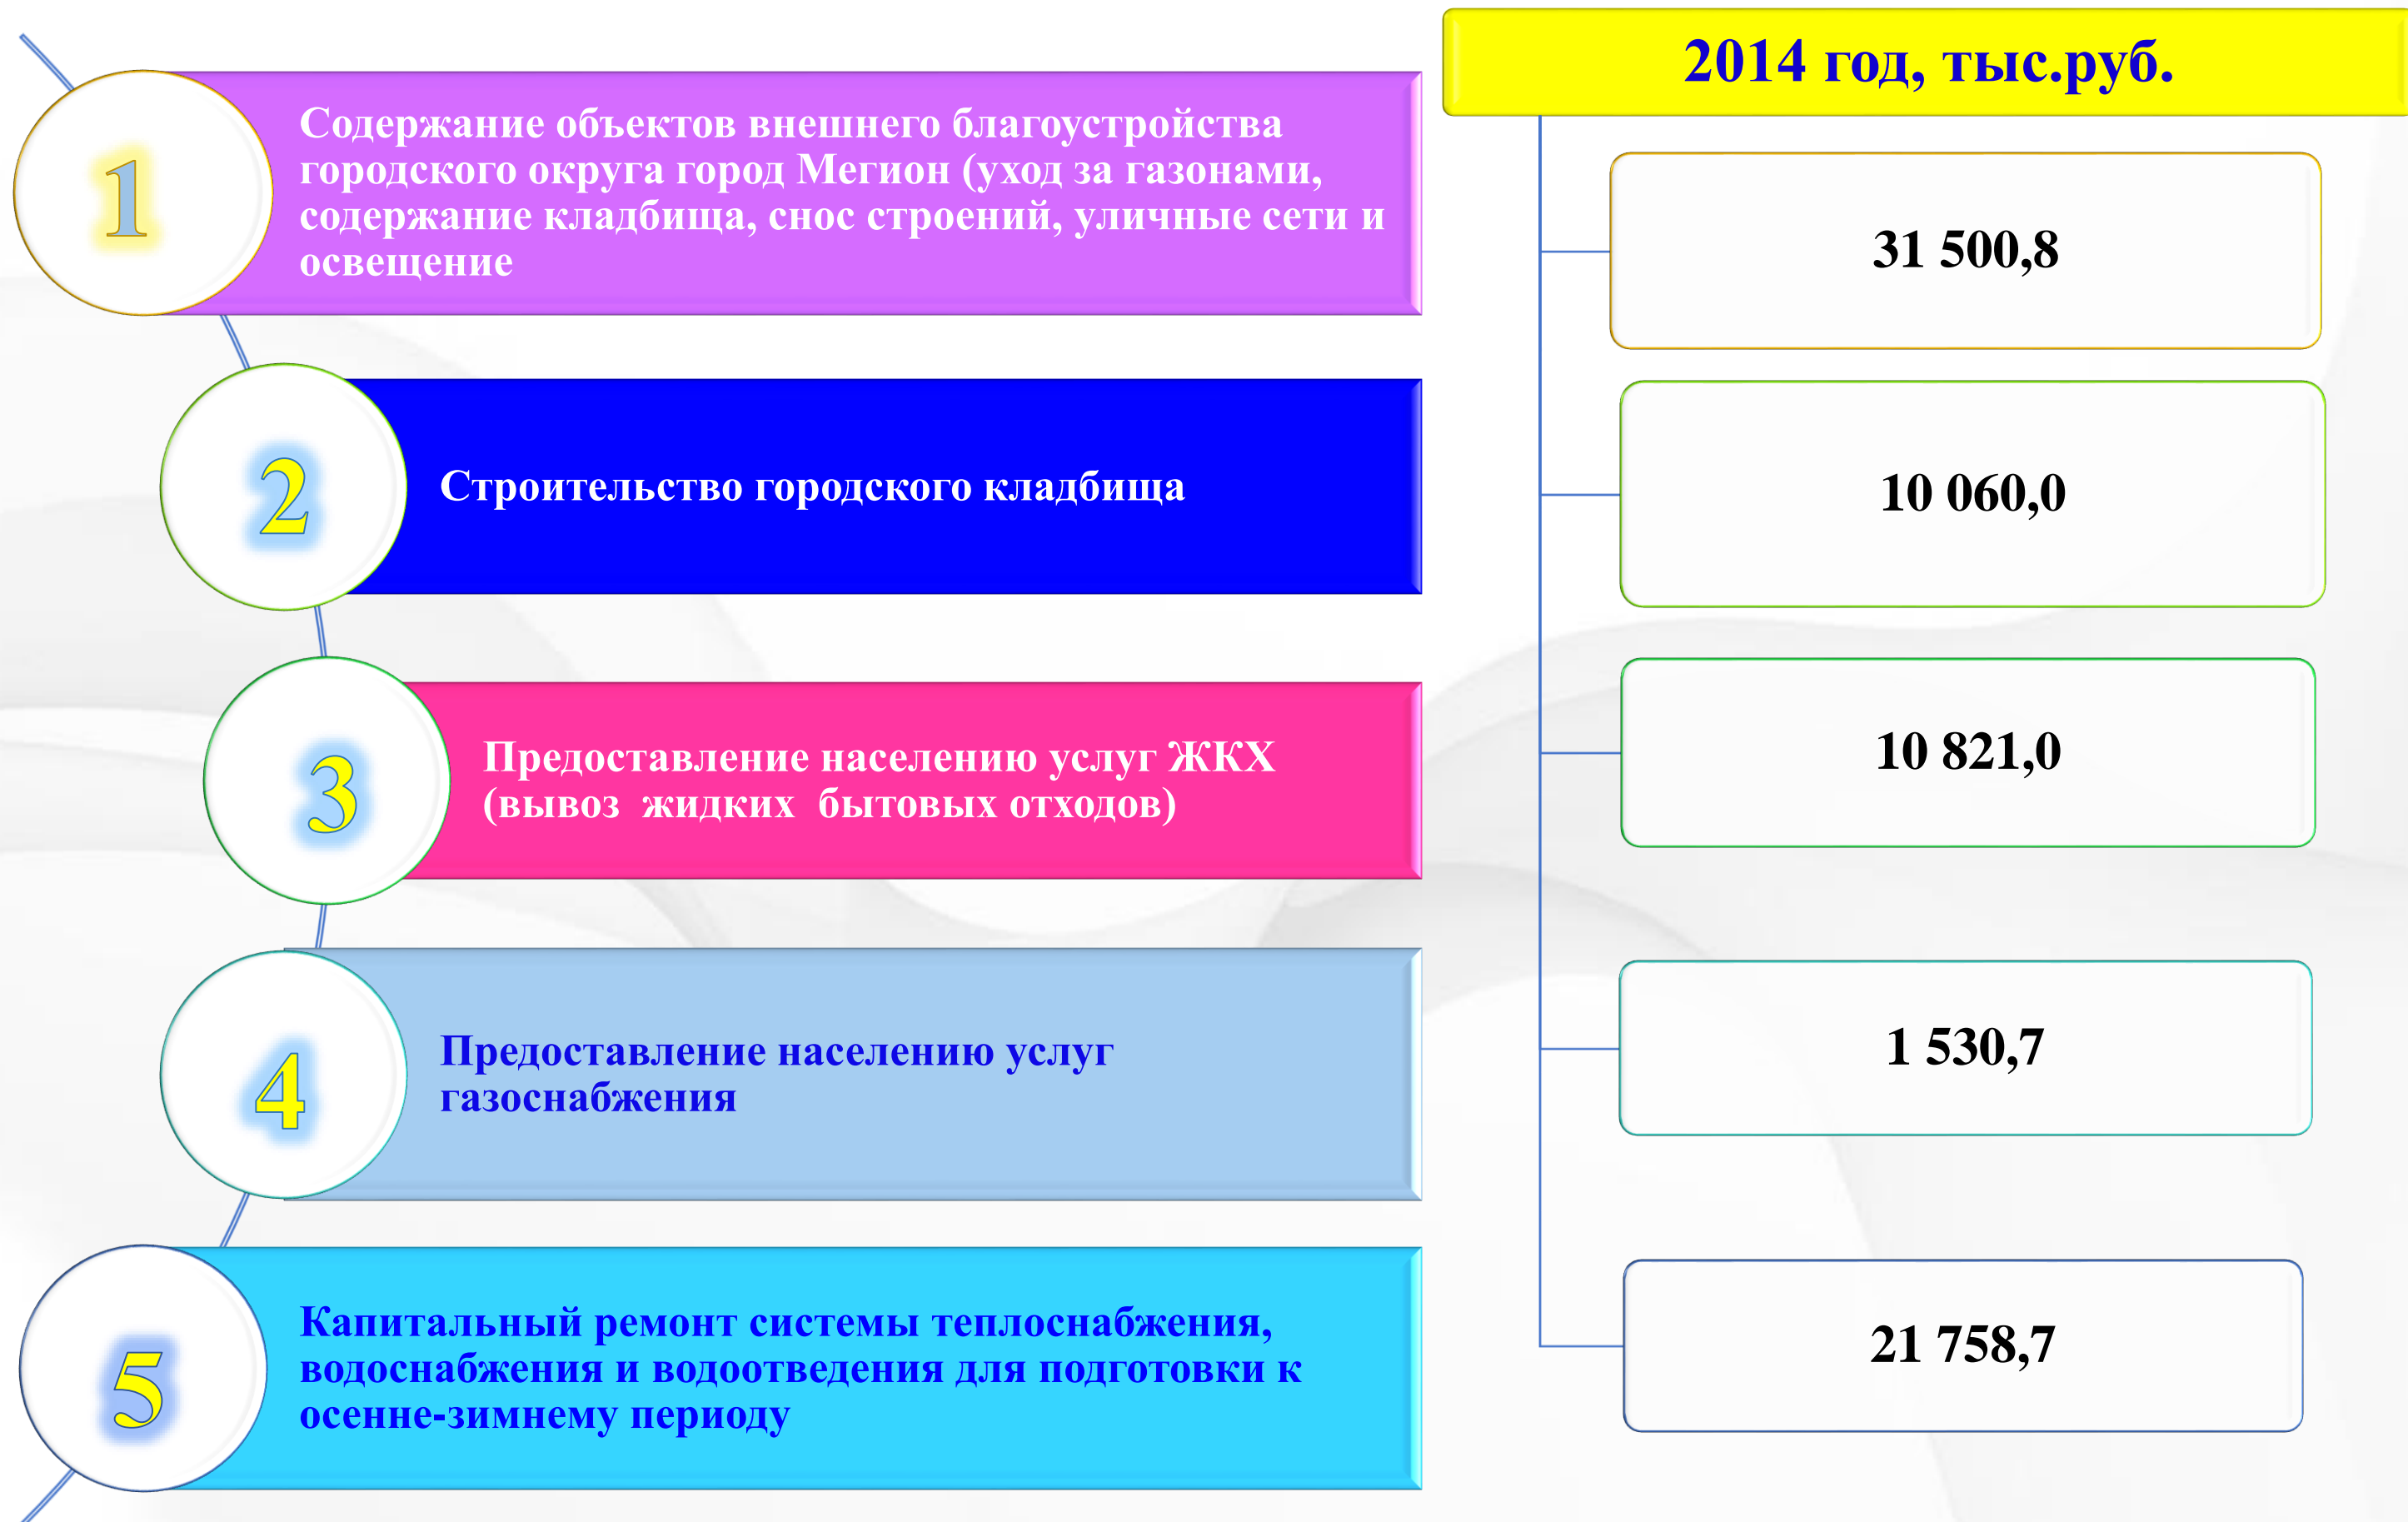 2014 год, тыс.руб.
1
Содержание объектов внешнего благоустройства
городского округа город Мегион (уход за газонами,
содержание кладбища, снос строений, уличные сети и
освещение
31 500,8
2
Строительство городского кладбища
10 060,0
3
Предоставление населению услуг ЖКХ
(вывоз  жидких  бытовых отходов)
10 821,0
4
Предоставление населению услуг
газоснабжения
1 530,7
5
Капитальный ремонт системы теплоснабжения,
водоснабжения и водоотведения для подготовки к
осенне-зимнему периоду
21 758,7